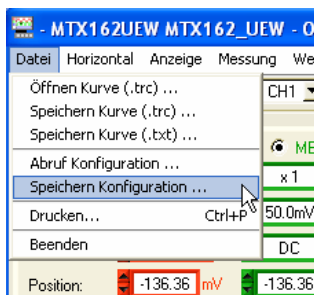 - MTX162UEW MTX162_UEW - O
Datei Horizontal Anzeige Messung We
Öffnen Kurve (.trc) ...
Speichern Kurve (.trc) ...
Speichern Kurve (.txt) ...
Abruf Konfiguration ...
Speichern Konfiguration ...
Drucken... Ctrl+P
Beenden
CH1
ME
x 1
50.0mV
DC
Position: -136.36 mV -136.36